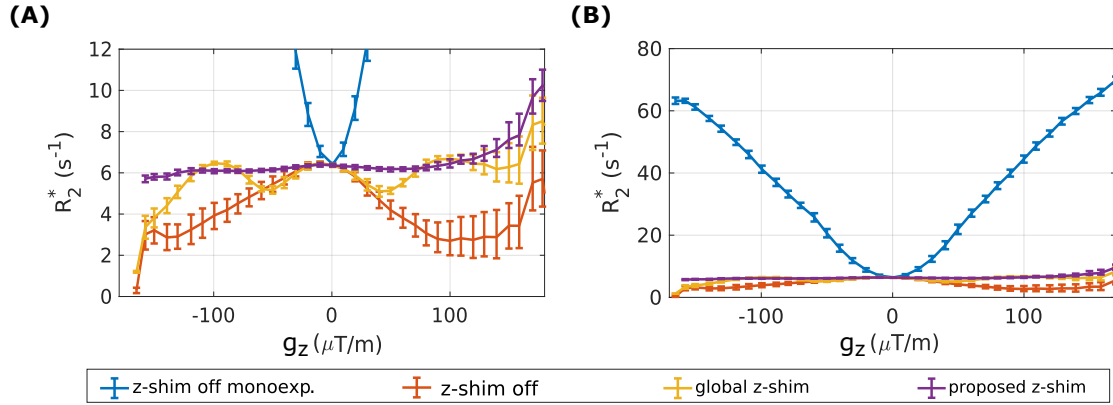 (A)
12
10
8
6
4
2
0
R2* (s-1)
-100
0
100
gz (μT/m)
(B)
80
60
40
20
0
R2* (s-1)
-100
0
100
gz (μT/m)
z-shim off monoexp.
z-shim off
global z-shim
proposed z-shim